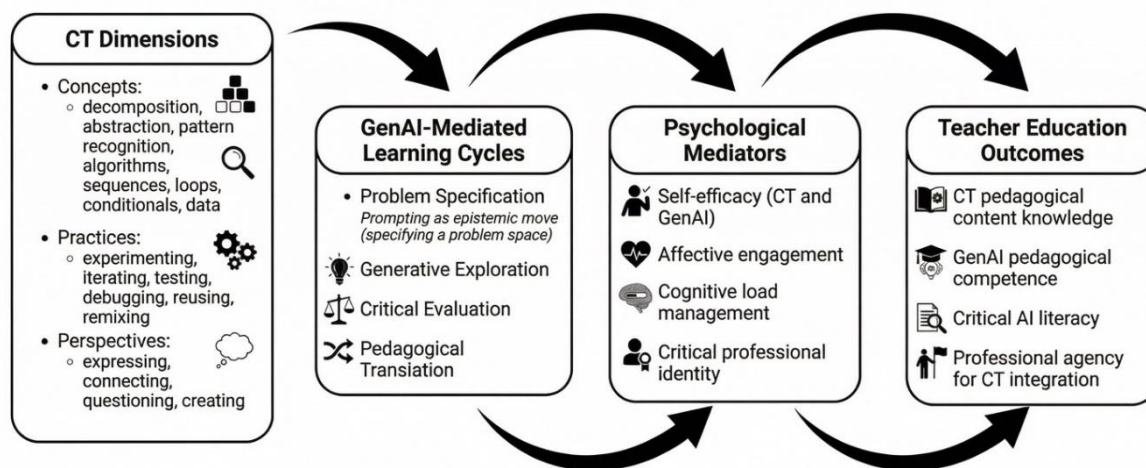 CT Dimensions
• Concepts:
○ decomposition,
abstraction, pattern
recognition,
algorithms,
sequences, loops,
conditionals, data
• Practices:
○ experimenting,
iterating, testing,
debugging, reusing,
remixing
• Perspectives:
○ expressing,
connecting,
questioning, creating
GenAI-Mediated
Learning Cycles
• Problem Specification
Prompting as epistemic move
(specifying a problem space)
Generative Exploration
Critical Evaluation
Pedagogical
Translation
Psychological
Mediators
Self-efficacy (CT and
GenAI)
Affective engagement
Cognitive load
management
Critical professional
identity
Teacher Education
Outcomes
CT pedagogical
content knowledge
GenAI pedagogical
competence
Critical AI literacy
Professional agency
for CT integration